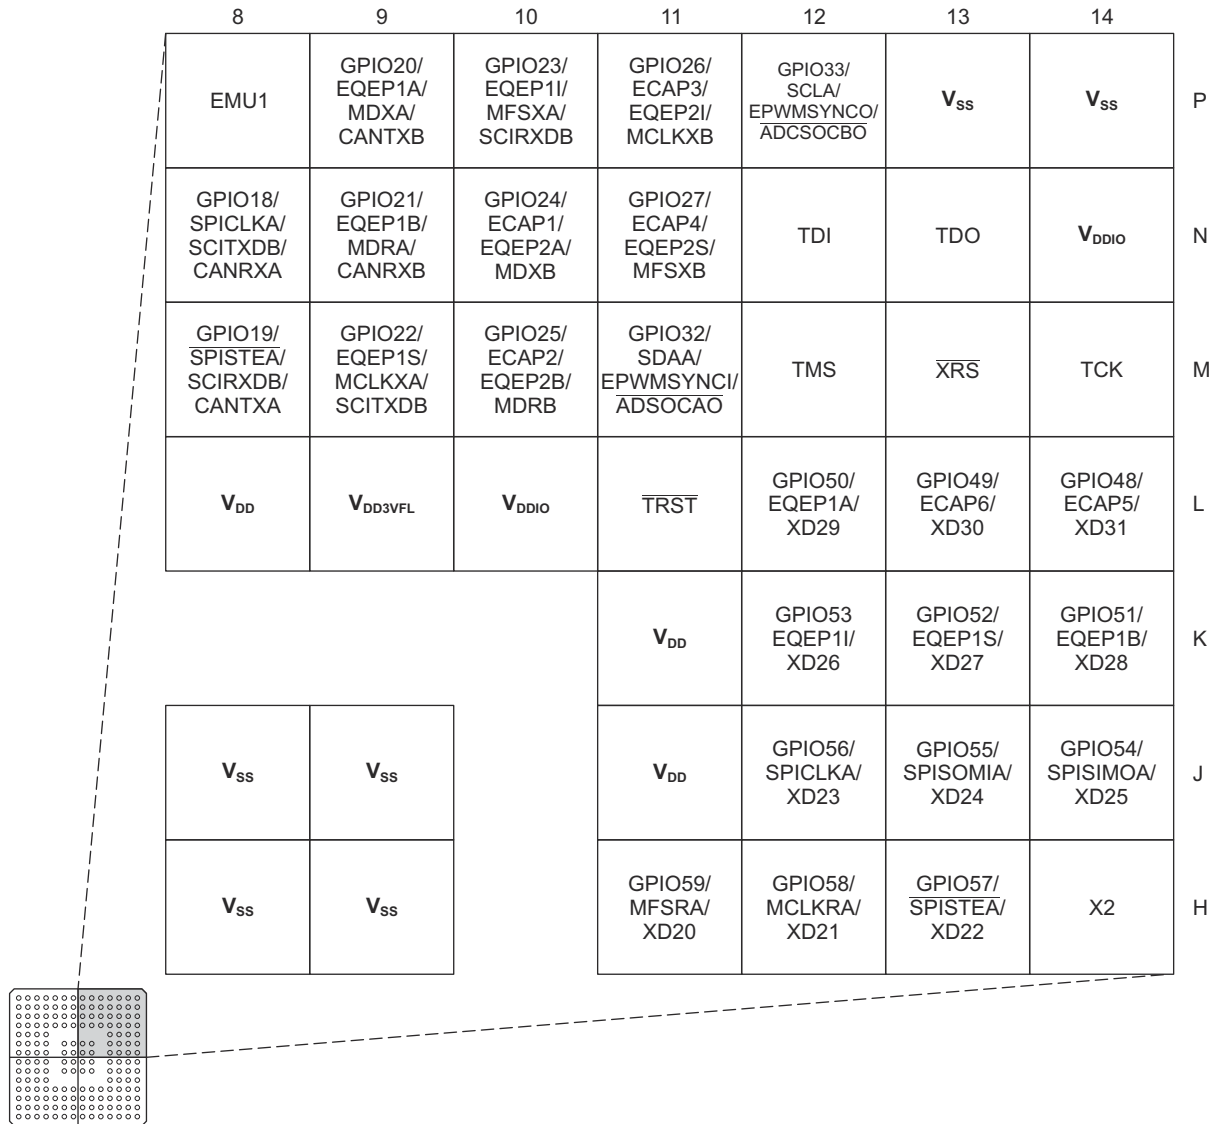 8 9 10 11 12 13 14
EMU1
GPIO20/
EQEP1A/
MDXA/
CANTXB
GPIO23/
EQEP1I/
MFSXA/
SCIRXDB
GPIO26/
ECAP3/
EQEP2I/
MCLKXB
GPIO33/
SCLA/
EPWMSYNCO/
ADCSOCBO
VSS
VSS
P
GPIO18/
SPICLKA/
SCITXDB/
CANRXA
GPIO21/
EQEP1B/
MDRA/
CANRXB
GPIO24/
ECAP1/
EQEP2A/
MDXB
GPIO27/
ECAP4/
EQEP2S/
MFSXB
TDI
TDO
VDDIO
N
GPIO19/
SPISTEA/
SCIRXDB/
CANTXA
GPIO22/
EQEP1S/
MCLKXA/
SCITXDB
GPIO25/
ECAP2/
EQEP2B/
MDRB
GPIO32/
SDAA/
EPWMSYNCI/
ADSOCAO
TMS
XRS
TCK
M
VDD
VDD3VFL
VDDIO
TRST
GPIO50/
EQEP1A/
XD29
GPIO49/
ECAP6/
XD30
GPIO48/
ECAP5/
XD31
L
VDD
GPIO53
EQEP1I/
XD26
GPIO52/
EQEP1S/
XD27
GPIO51/
EQEP1B/
XD28
K
VSS
VSS
VDD
GPIO56/
SPICLKA/
XD23
GPIO55/
SPISOMIA/
XD24
GPIO54/
SPISIMOA/
XD25
J
VSS
VSS
GPIO59/
MFSRA/
XD20
GPIO58/
MCLKRA/
XD21
GPIO57/
SPISTEA/
XD22
X2
H